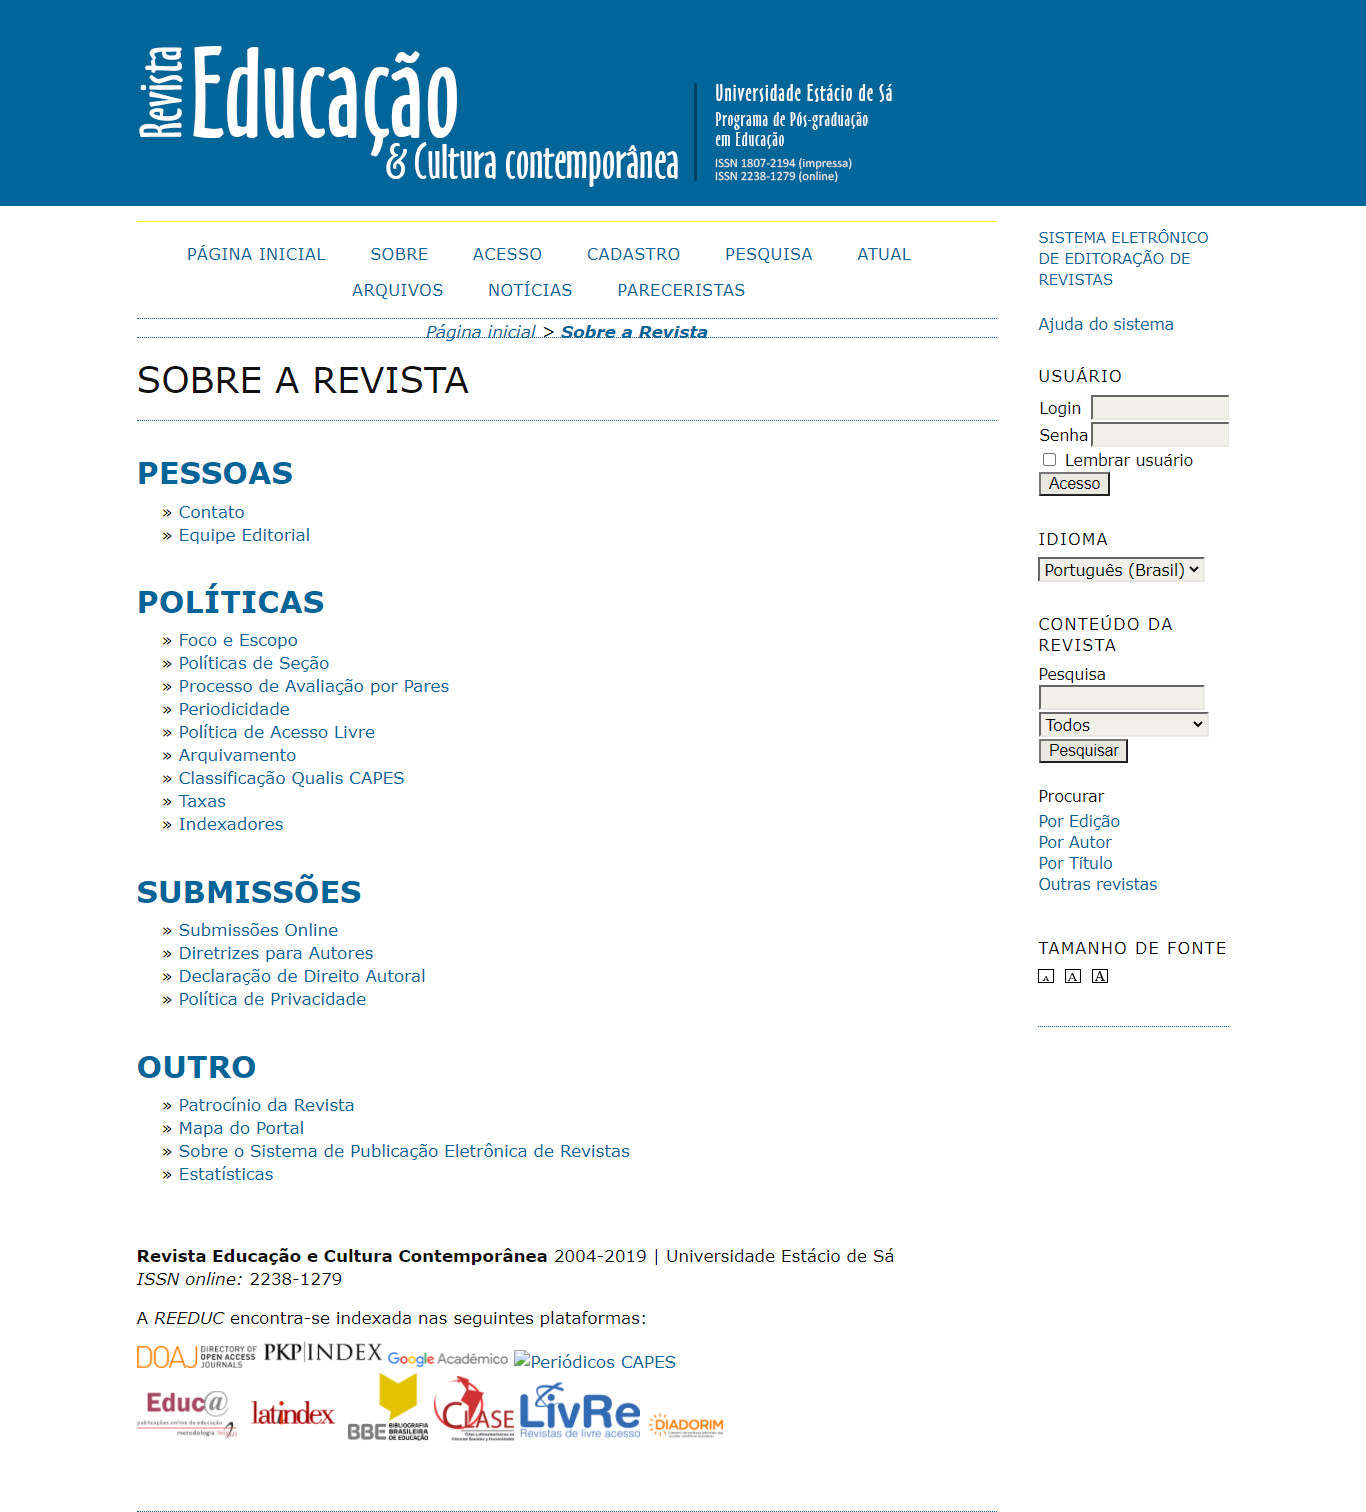 Revista
Educação
& Cultura contemporânea
Universidade Estácio de Sá
Programa de Pós-graduação
em Educação
ISSN 1807-2194 (impressa)
ISSN 2238-1279 (online)
PÁGINA INICIAL SOBRE ACESSO CADASTRO PESQUISA ATUAL
ARQUIVOS NOTÍCIAS PARECERISTAS
Página inicial > Sobre a Revista
SOBRE A REVISTA
PESSOAS
» Contato
» Equipe Editorial
POLÍTICAS
» Foco e Escopo
» Políticas de Seção
» Processo de Avaliação por Pares
» Periodicidade
» Política de Acesso Livre
» Arquivamento
» Classificação Qualis CAPES
» Taxas
» Indexadores
SUBMISSÕES
» Submissões Online
» Diretrizes para Autores
» Declaração de Direito Autoral
» Política de Privacidade
OUTRO
» Patrocínio da Revista
» Mapa do Portal
» Sobre o Sistema de Publicação Eletrônica de Revistas
» Estatísticas
Revista Educação e Cultura Contemporânea 2004-2019 | Universidade Estácio de Sá
ISSN online: 2238-1279
A REEDUC encontra-se indexada nas seguintes plataformas:
DOAJ DIRECTORY OF
OPEN ACCESS
JOURNALS
PKP|INDEX
Google Acadêmico
Periódicos CAPES
Educ@
publicações online de educação
metodologia
latindex
BBE BIBLIOGRAFIA
BRASILEIRA
DE EDUCAÇÃO
CLASE
Citas Latinoamericanas en
Ciencias Sociales y Humanidades
LivRe
Revistas de livre acesso
DIADORIM
SISTEMA ELETRÔNICO
DE EDITORAÇÃO DE
REVISTAS
Ajuda do sistema
USUÁRIO
Login
Senha
Lembrar usuário
Acesso
IDIOMA
Português (Brasil)
CONTEÚDO DA
REVISTA
Pesquisa
Todos
Pesquisar
Procurar
Por Edição
Por Autor
Por Título
Outras revistas
TAMANHO DE FONTE
A A A